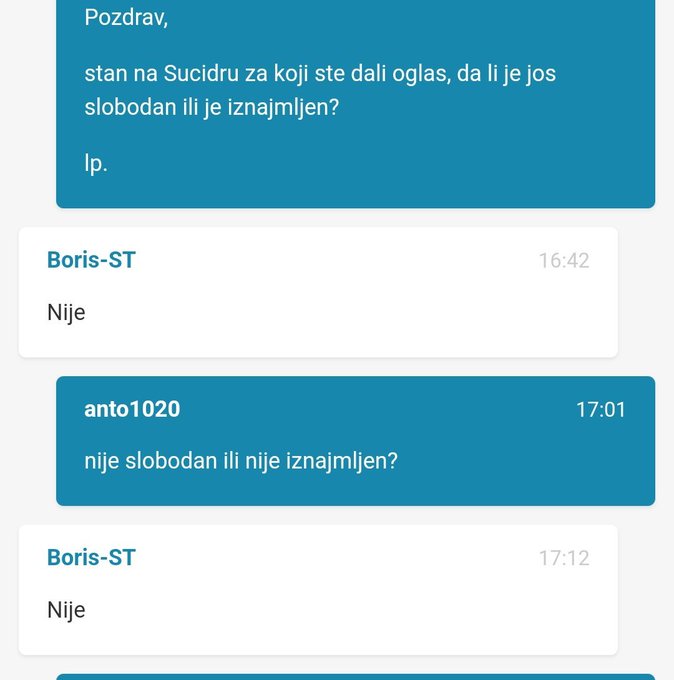 Pozdrav,
stan na Sucidru za koji ste dali oglas, da li je jos
slobodan ili je iznajmljen?
lp.
Boris-ST 16:42
Nije
anto1020 17:01
nije slobodan ili nije iznajmljen?
Boris-ST 17:12
Nije